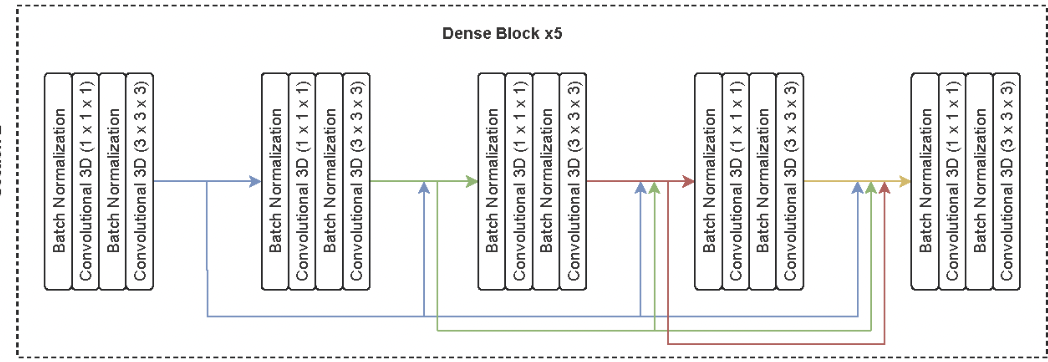 Dense Block x5
Batch Normalization
Convolutional 3D (1 x 1 x 1)
Batch Normalization
Convolutional 3D (3 x 3 x 3)
Batch Normalization
Convolutional 3D (1 x 1 x 1)
Batch Normalization
Convolutional 3D (3 x 3 x 3)
Batch Normalization
Convolutional 3D (1 x 1 x 1)
Batch Normalization
Convolutional 3D (3 x 3 x 3)
Batch Normalization
Convolutional 3D (1 x 1 x 1)
Batch Normalization
Convolutional 3D (3 x 3 x 3)
Batch Normalization
Convolutional 3D (1 x 1 x 1)
Batch Normalization
Convolutional 3D (3 x 3 x 3)